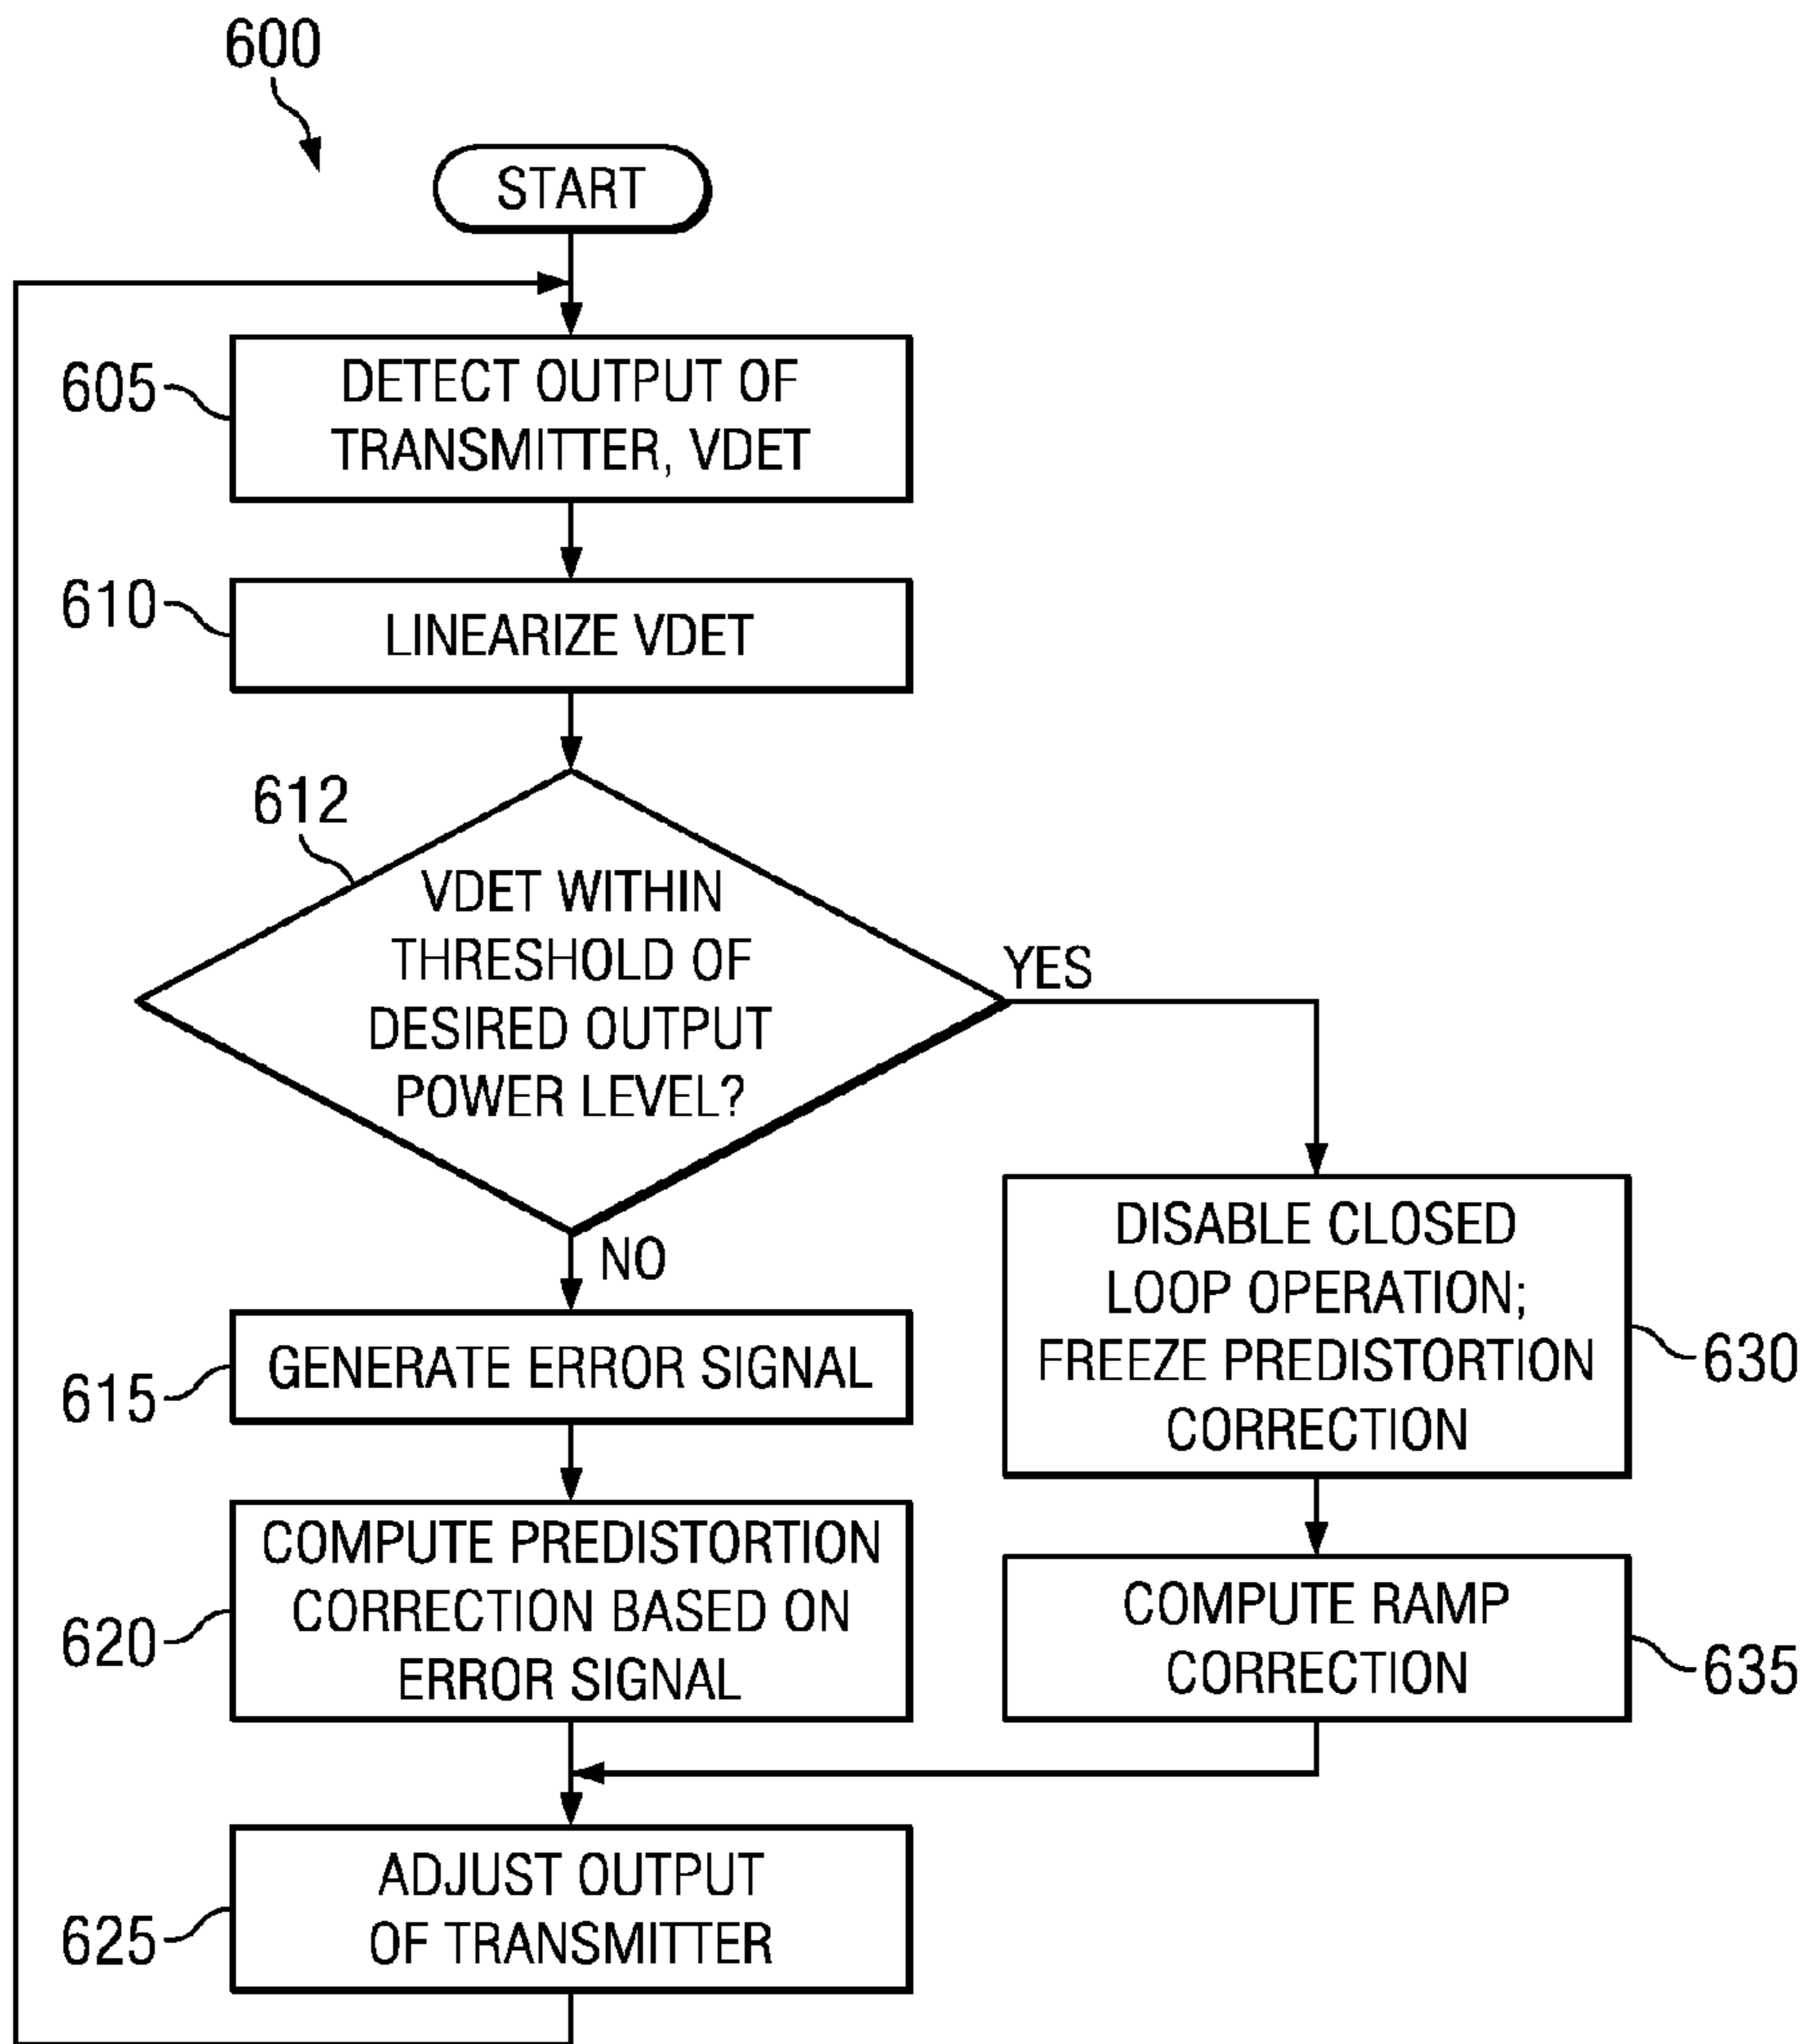 600
START
605
DETECT OUTPUT OF
TRANSMITTER, VDET
610
LINEARIZE VDET
612
VDET WITHIN
THRESHOLD OF
DESIRED OUTPUT
POWER LEVEL?
YES
NO
615
GENERATE ERROR SIGNAL
620
COMPUTE PREDISTORTION
CORRECTION BASED ON
ERROR SIGNAL
DISABLE CLOSED
LOOP OPERATION;
FREEZE PREDISTORTION
CORRECTION
630
COMPUTE RAMP
CORRECTION
635
625
ADJUST OUTPUT
OF TRANSMITTER